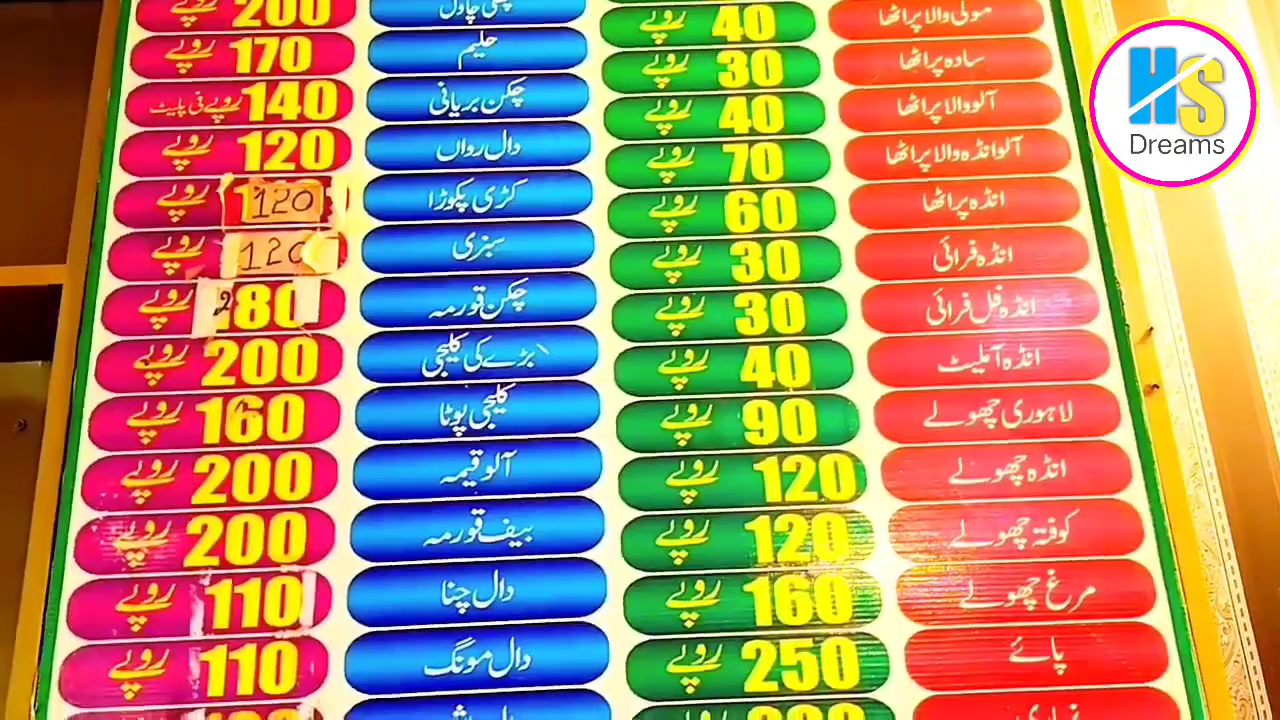 مولی والا پراٹھا 40 روپے
سادہ پراٹھا 30 روپے
آلو والا پراٹھا 40 روپے
آلو انڈہ والا پراٹھا 70 روپے
انڈہ پراٹھا 60 روپے
انڈہ فرائی 30 روپے
انڈہ فل فرائی 30 روپے
انڈہ آملیٹ 40 روپے
لاہوری چھولے 90 روپے
انڈہ چھولے 120 روپے
کوفتہ چھولے 120 روپے
مرغ چھولے 160 روپے
پائے 250 روپے
چاول 200 روپے
حلیم 170 روپے
چکن بریانی 140 روپے فی پلیٹ
دال رواں 120 روپے
کڑی پکوڑا 120 روپے
سبزی 120 روپے
چکن قورمہ 280 روپے
بڑے کی کلیجی 200 روپے
کلیجی پوٹا 160 روپے
آلو قیمہ 200 روپے
بیف قورمہ 200 روپے
دال چنا 110 روپے
دال مونگ 110 روپے
HS
Dreams